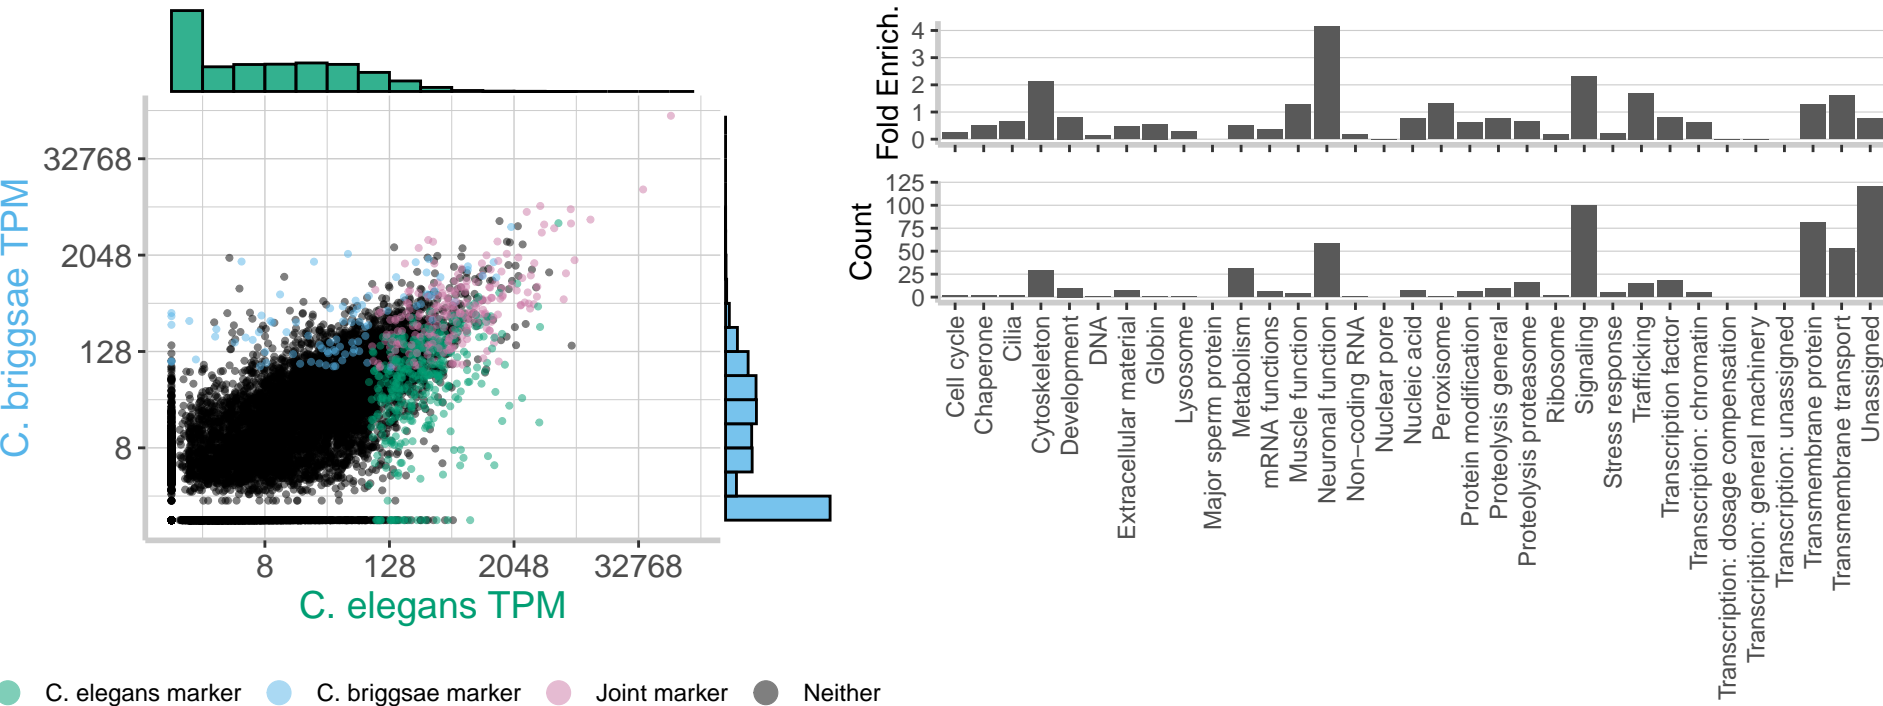 C. briggsae TPM
32768
2048
128
8
8
128
2048
32768
C. elegans TPM
C. elegans marker
C. briggsae marker
Joint marker
Neither
Fold Enrich.
4
3
2
1
0
Count
125
100
75
50
25
0
Cell cycle
Chaperone
Cilia
Cytoskeleton
Development
DNA
Extracellular material
Globin
Lysosome
Major sperm protein
Metabolism
mRNA functions
Muscle function
Neuronal function
Non−coding RNA
Nuclear pore
Nucleic acid
Peroxisome
Protein modification
Proteolysis general
Proteolysis proteasome
Ribosome
Signaling
Stress response
Trafficking
Transcription factor
Transcription: chromatin
Transcription: dosage compensation
Transcription: general machinery
Transcription: unassigned
Transmembrane protein
Transmembrane transport
Unassigned